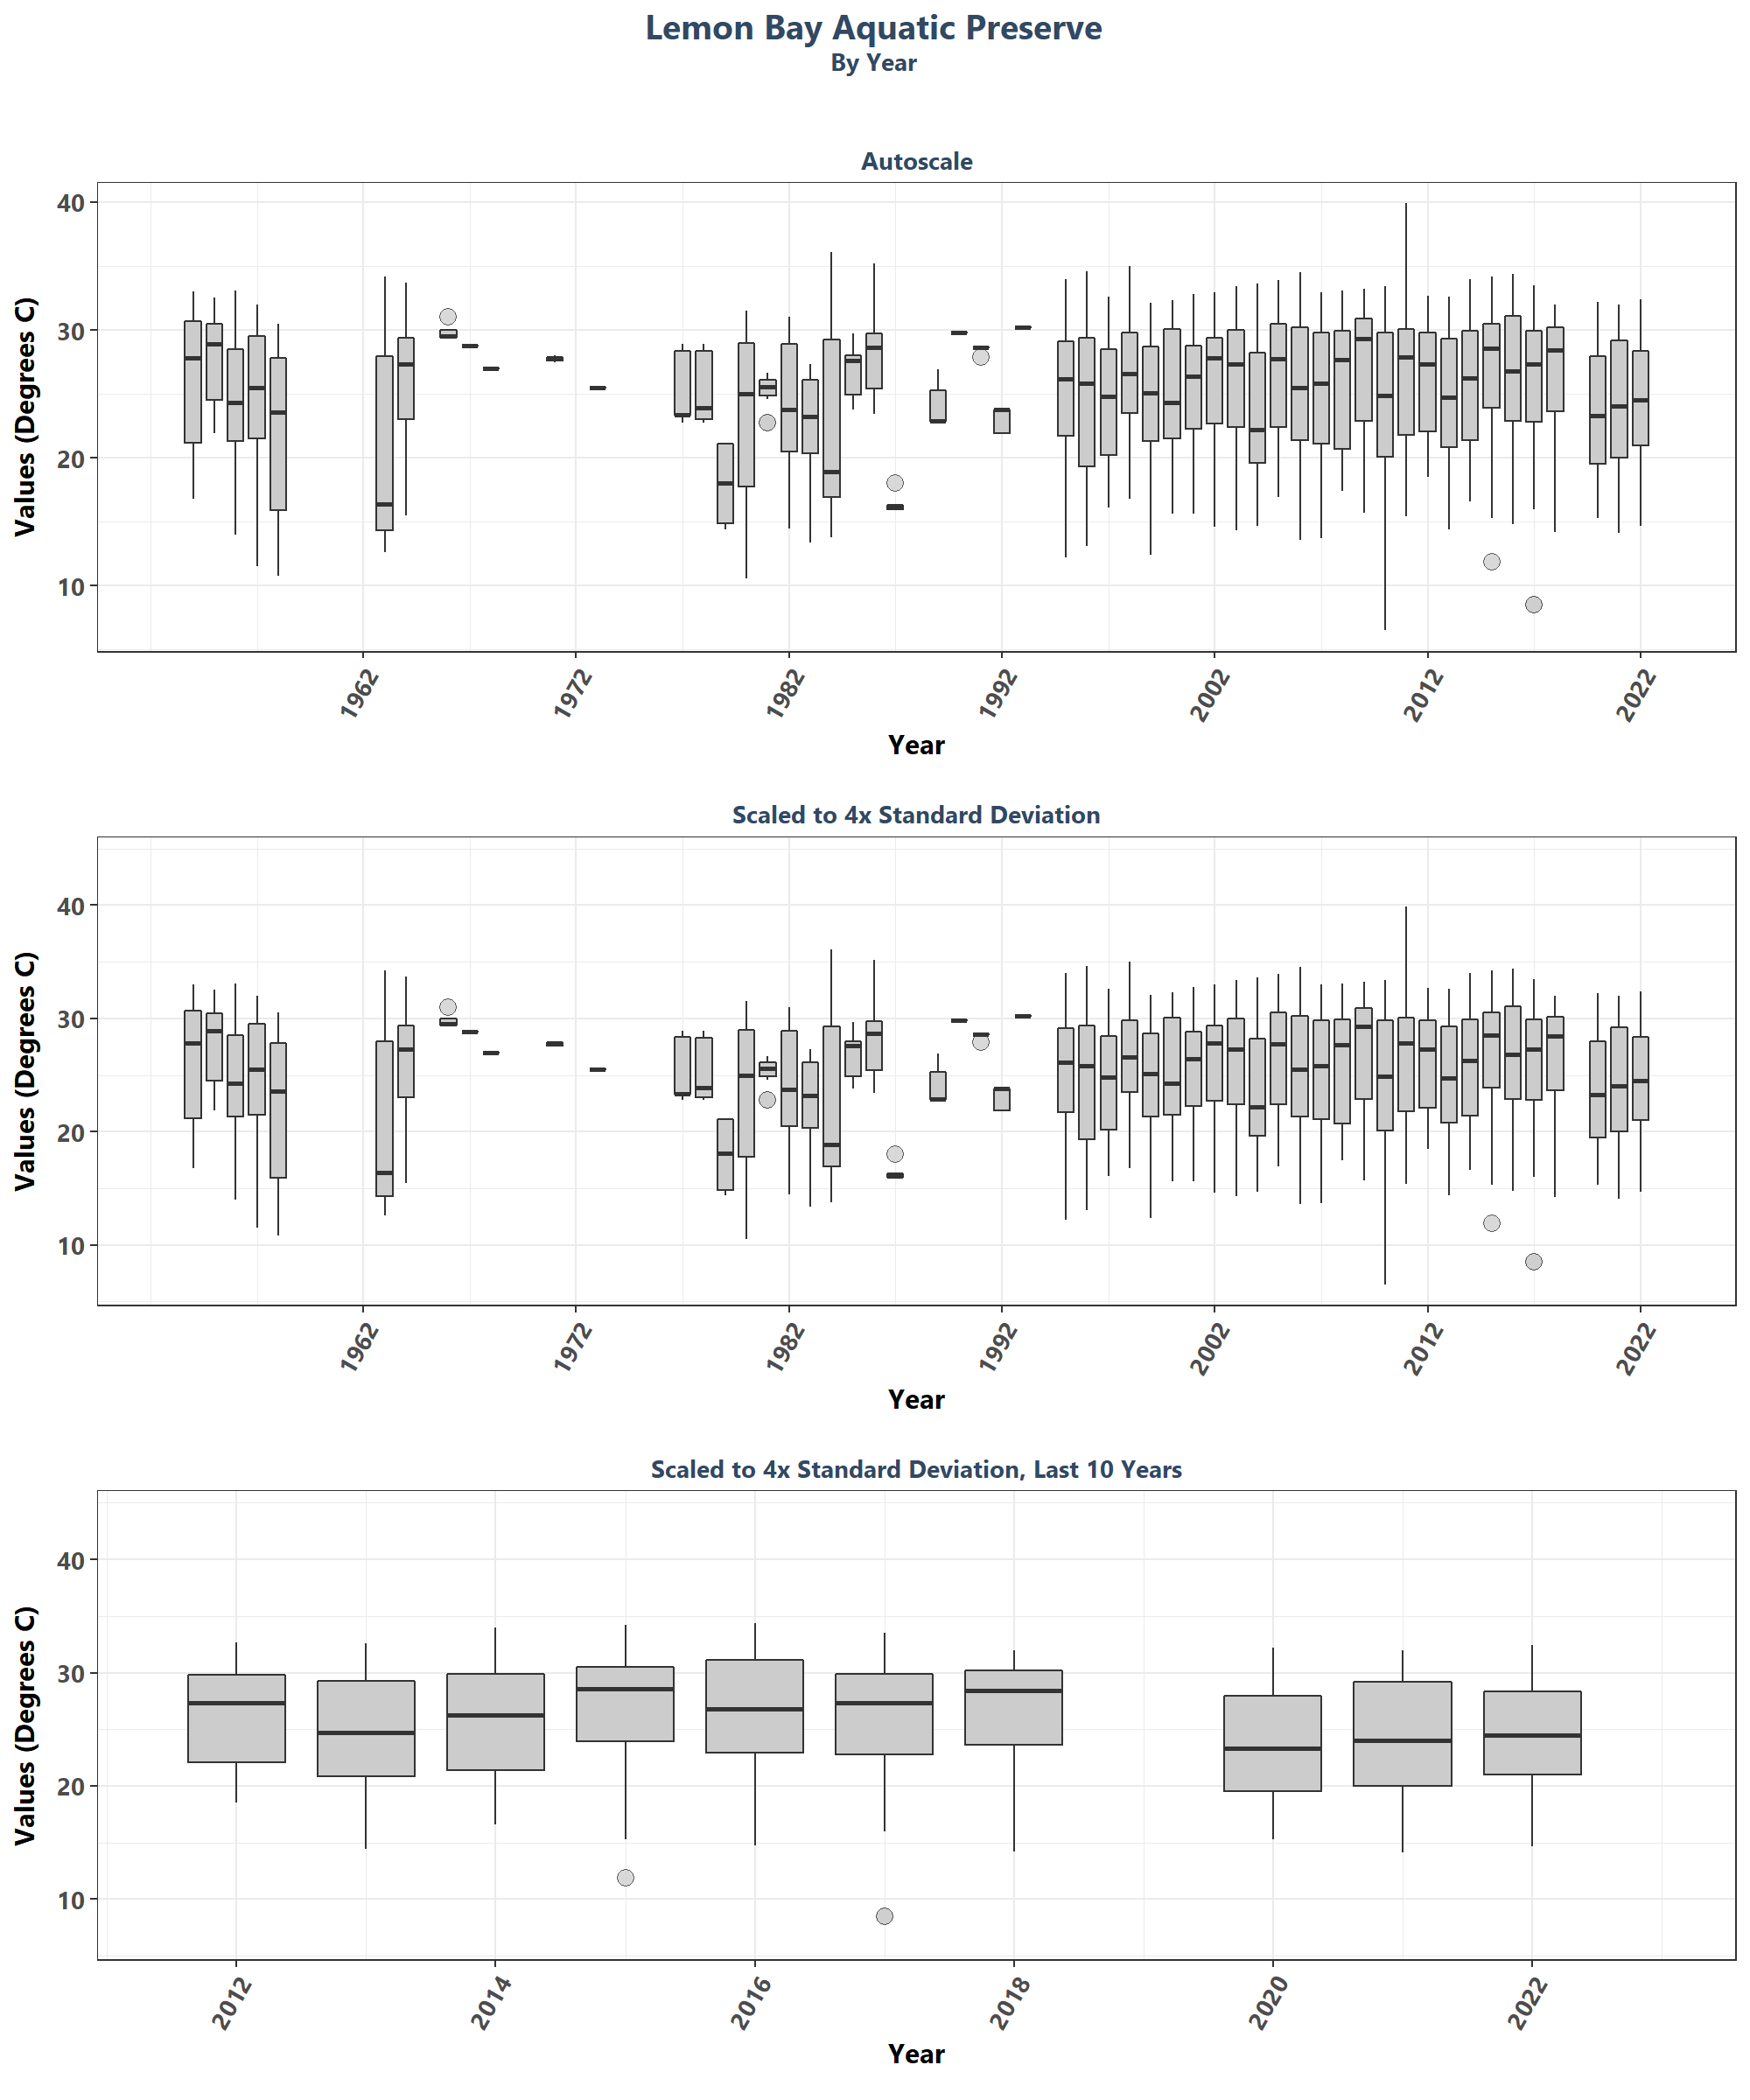 Lemon Bay Aquatic Preserve
By Year
Autoscale
Values (Degrees C)
40
30
20
10
1962
1972
1982
1992
2002
2012
2022
Year
Scaled to 4x Standard Deviation
Values (Degrees C)
40
30
20
10
1962
1972
1982
1992
2002
2012
2022
Year
Scaled to 4x Standard Deviation, Last 10 Years
Values (Degrees C)
40
30
20
10
2012
2014
2016
2018
2020
2022
Year